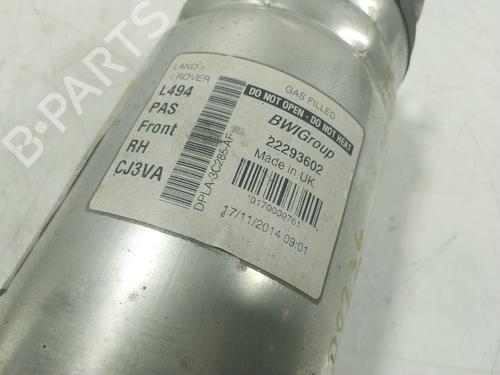 LAND>
<ROVER
L494
PAS
Front
RH
CJ3VA
DPLA-3C285-AF
GAS FILLED
DO NOT OPEN - DO NOT HEAT
BWIGroup
22293602
Made in UK
*0170009761
17/11/2014 09:01
B-PARTS